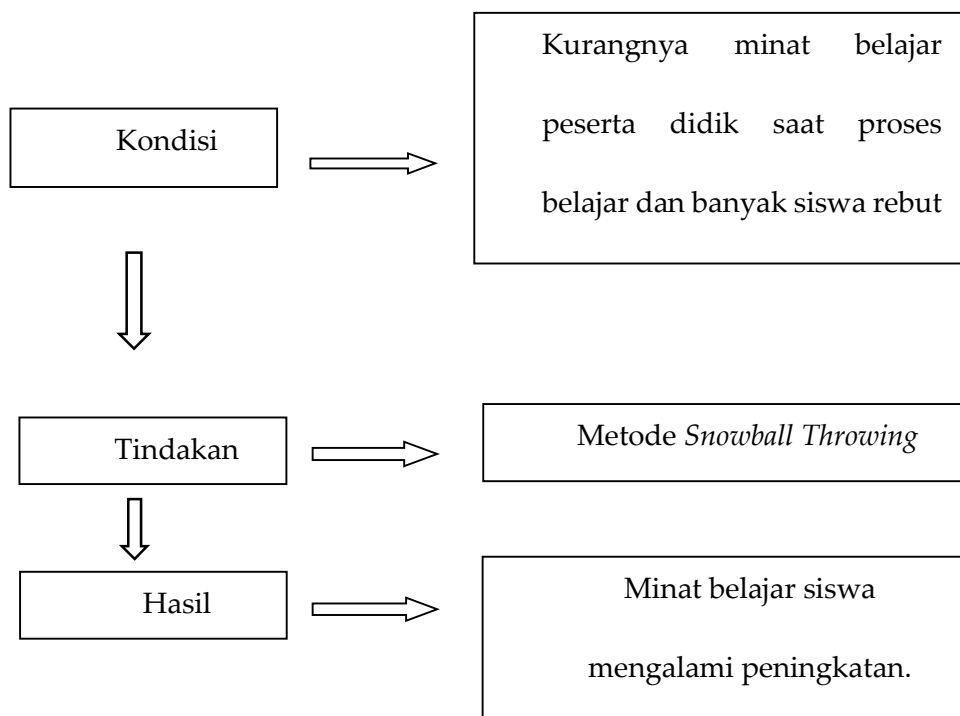 Kondisi
Kurangnya minat belajar
peserta didik saat proses
belajar dan banyak siswa rebut
Tindakan
Metode Snowball Throwing
Hasil
Minat belajar siswa
mengalami peningkatan.